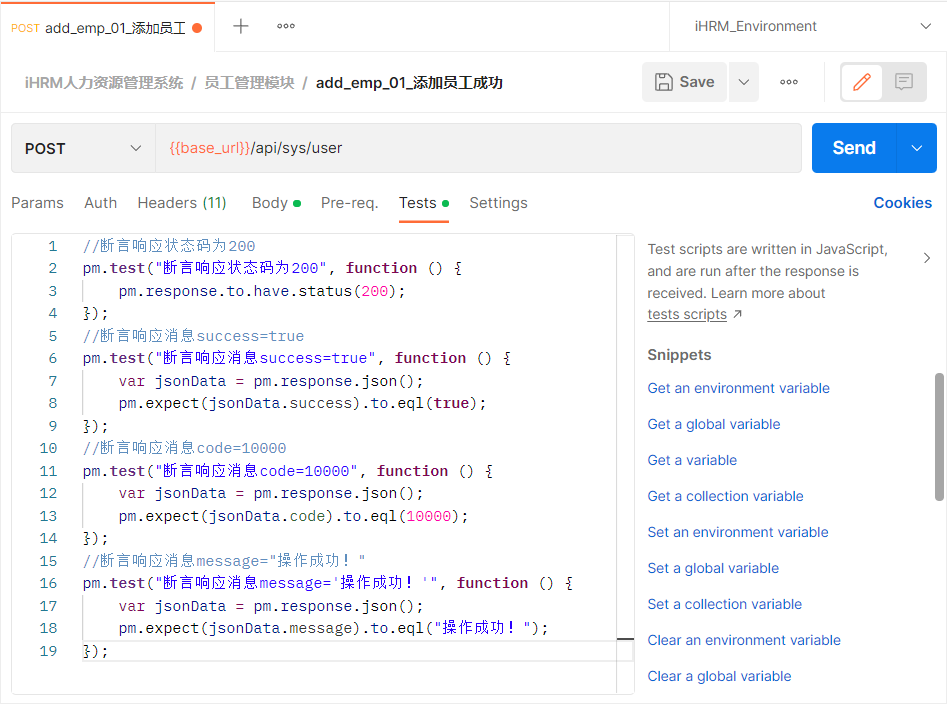 POST add_emp_01_添加员工
iHRM_Environment
iHRM人力资源管理系统 / 员工管理模块 / add_emp_01_添加员工成功
Save
POST
{{base_url}}/api/sys/user
Send
Params Auth Headers (11) Body Pre-req. Tests Settings
Cookies
1 //断言响应状态码为200
2 pm.test("断言响应状态码为200", function () {
3 pm.response.to.have.status(200);
4 });
5 //断言响应消息success=true
6 pm.test("断言响应消息success=true", function () {
7 var jsonData = pm.response.json();
8 pm.expect(jsonData.success).to.eql(true);
9 });
10 //断言响应消息code=10000
11 pm.test("断言响应消息code=10000", function () {
12 var jsonData = pm.response.json();
13 pm.expect(jsonData.code).to.eql(10000);
14 });
15 //断言响应消息message="操作成功！"
16 pm.test("断言响应消息message='操作成功！'", function () {
17 var jsonData = pm.response.json();
18 pm.expect(jsonData.message).to.eql("操作成功！");
19 });
Test scripts are written in JavaScript,
and are run after the response is
received. Learn more about
tests scripts ↗
Snippets
Get an environment variable
Get a global variable
Get a variable
Get a collection variable
Set an environment variable
Set a global variable
Set a collection variable
Clear an environment variable
Clear a global variable